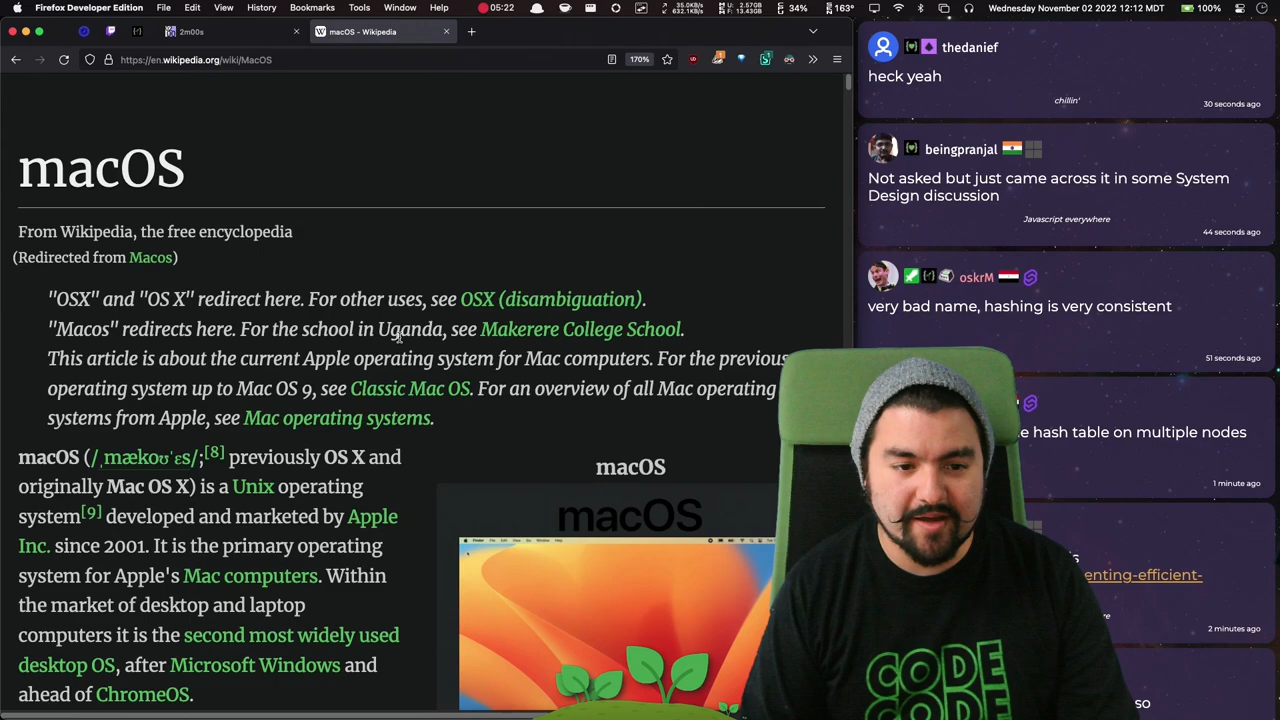 Firefox Developer Edition File Edit View History Bookmarks Tools Window Help 05:22 35.0KB/s 632.1KB/s U: 2.57GB F: 13.43GB 34% 163° Wednesday November 02 2022 12:12 MDT 100%
2m00s
macOS - Wikipedia
https://en.wikipedia.org/wiki/MacOS
170%
macOS
From Wikipedia, the free encyclopedia
(Redirected from Macos)
"OSX" and "OS X" redirect here. For other uses, see OSX (disambiguation).
"Macos" redirects here. For the school in Uganda, see Makerere College School.
This article is about the current Apple operating system for Mac computers. For the previous
operating system up to Mac OS 9, see Classic Mac OS. For an overview of all Mac operating
systems from Apple, see Mac operating systems.
macOS (/ˌmækoʊˈɛs/;[8] previously OS X and
originally Mac OS X) is a Unix operating
system[9] developed and marketed by Apple
Inc. since 2001. It is the primary operating
system for Apple's Mac computers. Within
the market of desktop and laptop
computers it is the second most widely used
desktop OS, after Microsoft Windows and
ahead of ChromeOS.
macOS
macOS
thedanief
heck yeah
chillin'
30 seconds ago
beingpranjal
Not asked but just came across it in some System
Design discussion
Javascript everywhere
44 seconds ago
oskrM
very bad name, hashing is very consistent
51 seconds ago
e hash table on multiple nodes
1 minute ago
enting-efficient-
2 minutes ago
so
CODE
CODE